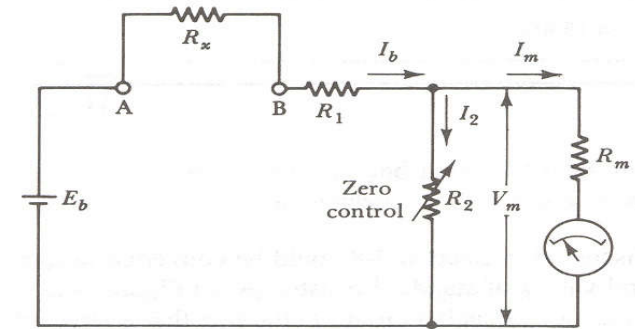 R_x
A
B
R_1
I_b
I_m
I_2
R_m
E_b
Zero
control
R_2
V_m